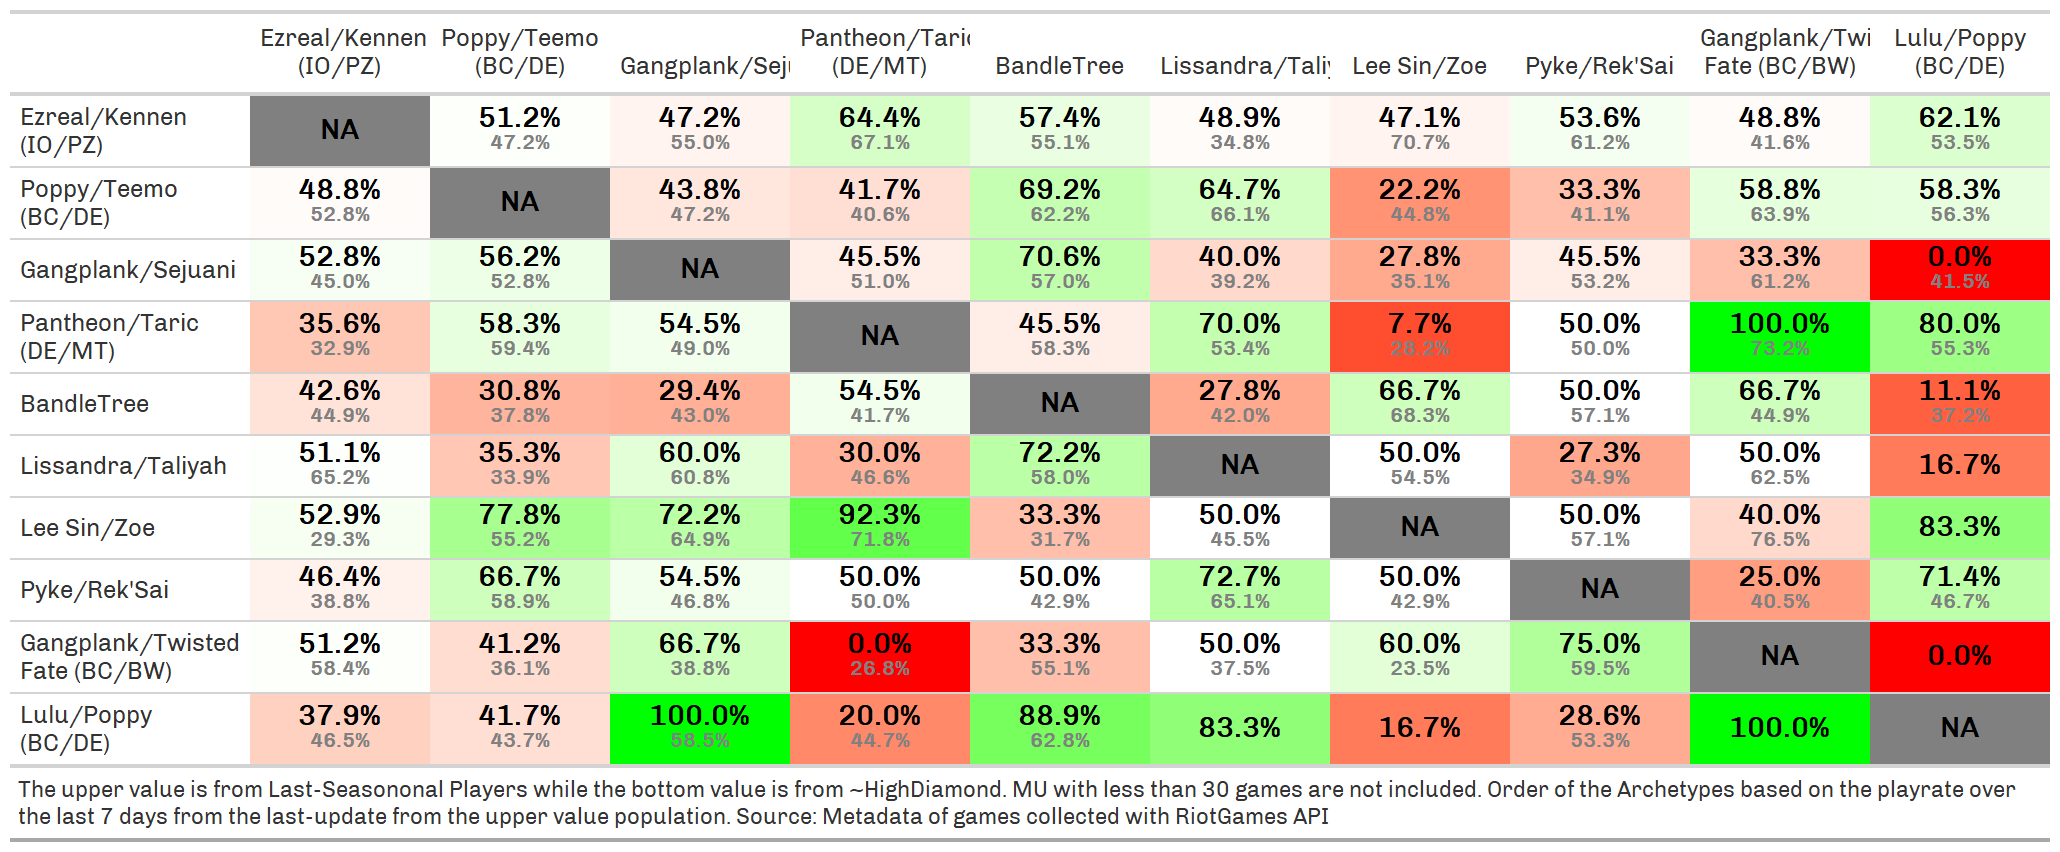 Ezreal/Kennen (IO/PZ) Poppy/Teemo (BC/DE) Gangplank/Sej Pantheon/Taric (DE/MT) BandleTree Lissandra/Taliy Lee Sin/Zoe Pyke/Rek'Sai Gangplank/Twi Fate (BC/BW) Lulu/Poppy (BC/DE)
Ezreal/Kennen (IO/PZ) NA 51.2% 47.2% 64.4% 57.4% 48.9% 47.1% 53.6% 48.8% 62.1%
47.2% 55.0% 67.1% 55.1% 34.8% 70.7% 61.2% 41.6% 53.5%
Poppy/Teemo (BC/DE) 48.8% NA 43.8% 41.7% 69.2% 64.7% 22.2% 33.3% 58.8% 58.3%
52.8% 47.2% 40.6% 62.2% 66.1% 44.8% 41.1% 63.9% 56.3%
Gangplank/Sejuani 52.8% 56.2% NA 45.5% 70.6% 40.0% 27.8% 45.5% 33.3% 0.0%
45.0% 52.8% 51.0% 57.0% 39.2% 35.1% 53.2% 61.2% 41.5%
Pantheon/Taric (DE/MT) 35.6% 58.3% 54.5% NA 45.5% 70.0% 7.7% 50.0% 100.0% 80.0%
32.9% 59.4% 49.0% 58.3% 53.4% 28.2% 50.0% 73.2% 55.3%
BandleTree 42.6% 30.8% 29.4% 54.5% NA 27.8% 66.7% 50.0% 66.7% 11.1%
44.9% 37.8% 43.0% 41.7% 42.0% 68.3% 57.1% 44.9% 37.2%
Lissandra/Taliyah 51.1% 35.3% 60.0% 30.0% 72.2% NA 50.0% 27.3% 50.0% 16.7%
65.2% 33.9% 60.8% 46.6% 58.0% 54.5% 34.9% 62.5%
Lee Sin/Zoe 52.9% 77.8% 72.2% 92.3% 33.3% 50.0% NA 50.0% 40.0% 83.3%
29.3% 55.2% 64.9% 71.8% 31.7% 45.5% 57.1% 76.5%
Pyke/Rek'Sai 46.4% 66.7% 54.5% 50.0% 50.0% 72.7% 50.0% NA 25.0% 71.4%
38.8% 58.9% 46.8% 50.0% 42.9% 65.1% 42.9% 40.5% 46.7%
Gangplank/Twisted Fate (BC/BW) 51.2% 41.2% 66.7% 0.0% 33.3% 50.0% 60.0% 75.0% NA 0.0%
58.4% 36.1% 38.8% 26.8% 55.1% 37.5% 23.5% 59.5%
Lulu/Poppy (BC/DE) 37.9% 41.7% 100.0% 20.0% 88.9% 83.3% 16.7% 28.6% 100.0% NA
46.5% 43.7% 58.5% 44.7% 62.8% 53.3%
The upper value is from Last-Seasononal Players while the bottom value is from ~HighDiamond. MU with less than 30 games are not included. Order of the Archetypes based on the playrate over
the last 7 days from the last-update from the upper value population. Source: Metadata of games collected with RiotGames API